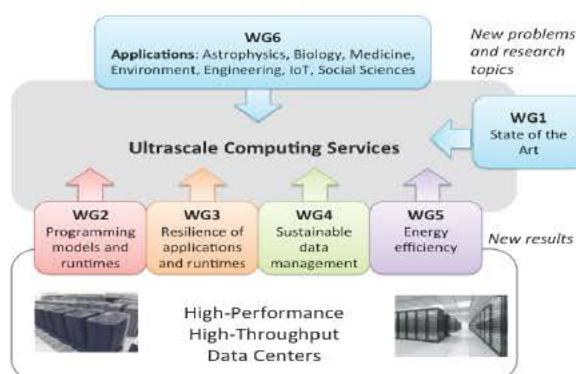 WG6
Applications: Astrophysics, Biology, Medicine,
Environment, Engineering, IoT, Social Sciences
New problems
and research
topics
WG1
State of the
Art
Ultrascale Computing Services
WG2
Programming
models and
runtimes
WG3
Resilience of
applications
and runtimes
WG4
Sustainable
data
management
WG5
Energy
efficiency
New results
High-Performance
High-Throughput
Data Centers